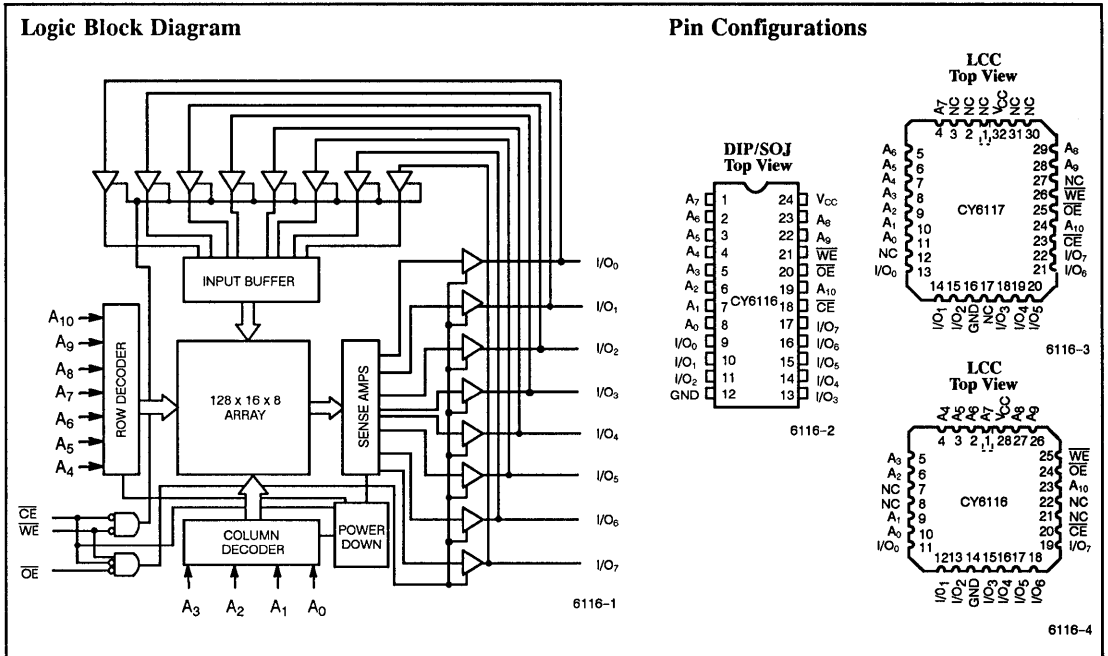 Logic Block Diagram
INPUT BUFFER
A10
A9
A8
A7
A6
A5
A4
ROW DECODER
128 x 16 x 8
ARRAY
SENSE AMPS
I/O0
I/O1
I/O2
I/O3
I/O4
I/O5
I/O6
I/O7
CE
WE
OE
COLUMN
DECODER
POWER
DOWN
A3 A2 A1 A0
6116-1
Pin Configurations
DIP/SOJ
Top View
A7 1 24 VCC
A6 2 23 A8
A5 3 22 A9
A4 4 21 WE
A3 5 20 OE
A2 6 19 A10
A1 7 CY6116 18 CE
A0 8 17 I/O7
I/O0 9 16 I/O6
I/O1 10 15 I/O5
I/O2 11 14 I/O4
GND 12 13 I/O3
6116-2
LCC
Top View
A7 NC NC NC VCC NC NC
4 3 2 1 32 31 30
A6 5 29 A8
A5 6 28 A9
A4 7 27 NC
A3 8 26 WE
A2 9 CY6117 25 OE
A1 10 24 A10
A0 11 23 CE
NC 12 22 I/O7
I/O0 13 21 I/O6
14 15 16 17 18 19 20
I/O1 I/O2 GND NC I/O3 I/O4 I/O5
6116-3
LCC
Top View
A4 A5 A6 A7 VCC A8 A9
4 3 2 1 28 27 26
A3 5 25 WE
A2 6 24 OE
NC 7 23 A10
NC 8 CY6116 22 NC
A1 9 21 NC
A0 10 20 CE
I/O0 11 19 I/O7
12 13 14 15 16 17 18
I/O1 I/O2 GND I/O3 I/O4 I/O5 I/O6
6116-4